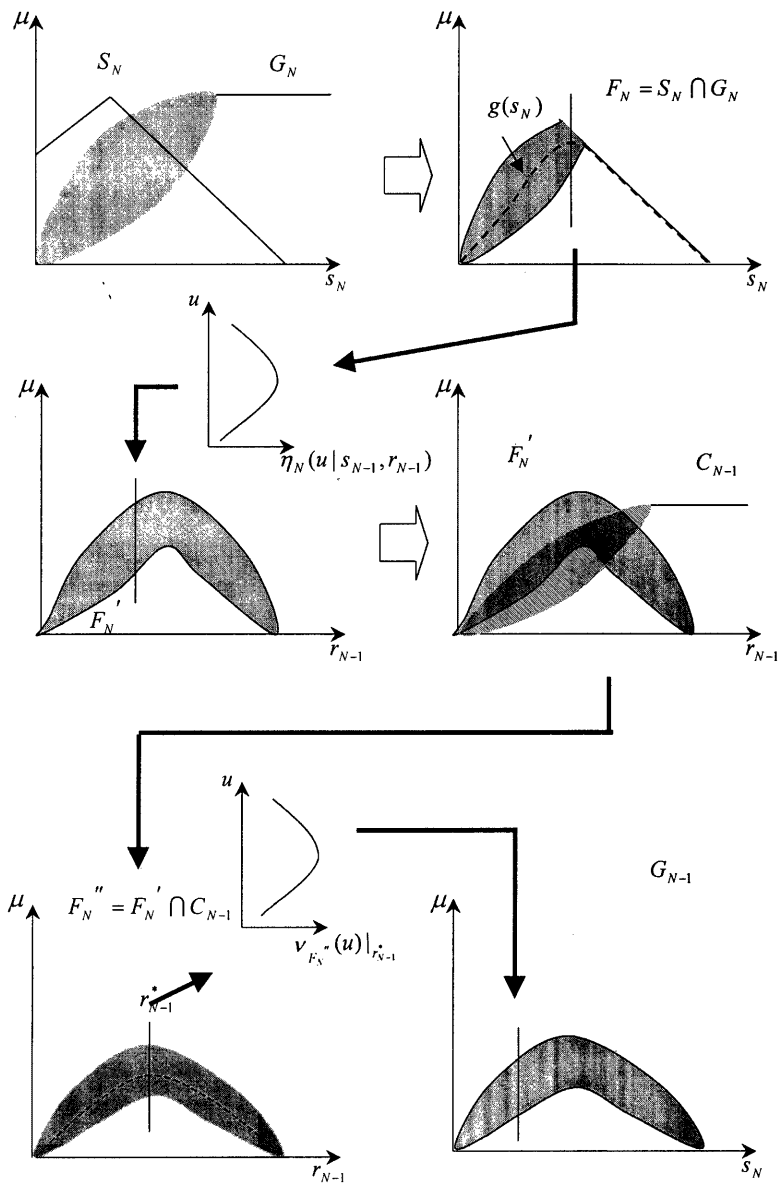 μ
S_N
G_N
s_N
μ
g(s_N)
F_N = S_N ⋂ G_N
s_N
u
η_N(u | s_{N-1}, r_{N-1})
μ
F_N'
r_{N-1}
μ
F_N'
C_{N-1}
r_{N-1}
u
ν_{F_N''}(u)|_{r*_{N-1}}
μ
F_N'' = F_N' ⋂ C_{N-1}
r*_{N-1}
r_{N-1}
G_{N-1}
μ
s_N